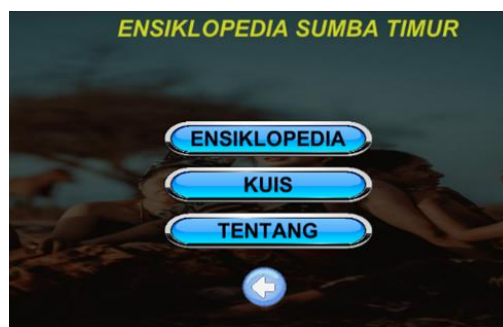 ENSIKLOPEDIA SUMBA TIMUR
ENSIKLOPEDIA
KUIS
TENTANG